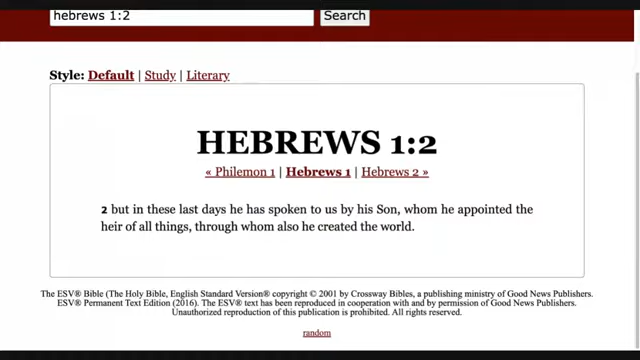 hebrews 1:2
Search
Style: Default | Study | Literary
HEBREWS 1:2
« Philemon 1 | Hebrews 1 | Hebrews 2 »
2 but in these last days he has spoken to us by his Son, whom he appointed the
heir of all things, through whom also he created the world.
The ESV® Bible (The Holy Bible, English Standard Version® copyright © 2001 by Crossway Bibles, a publishing ministry of Good News Publishers.
ESV® Permanent Text Edition (2016). The ESV® text has been reproduced in cooperation with and by permission of Good News Publishers.
Unauthorized reproduction of this publication is prohibited. All rights reserved.
random